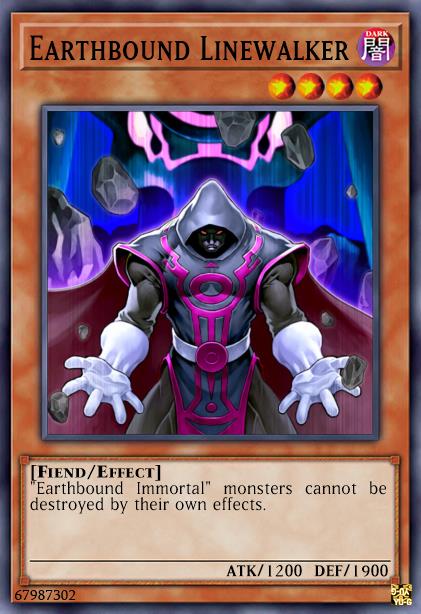 Earthbound Linewalker
DARK
闇
[Fiend/Effect]
"Earthbound Immortal" monsters cannot be
destroyed by their own effects.
ATK/1200 DEF/1900
67987302